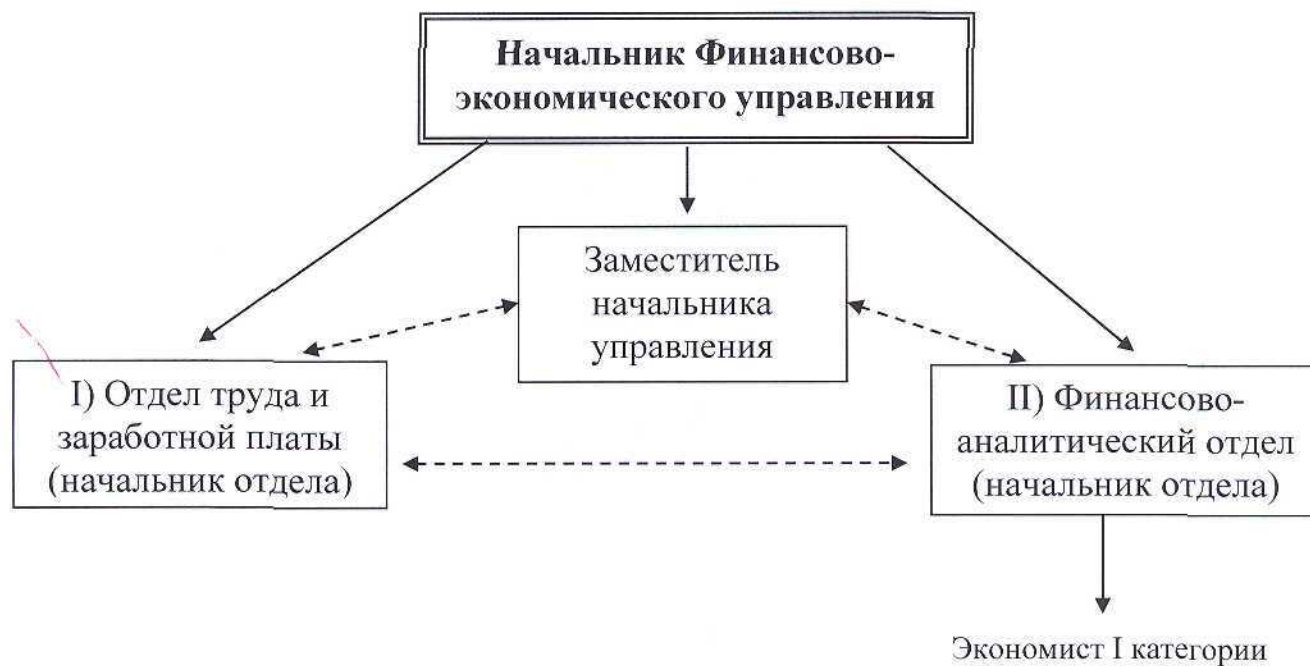 Начальник Финансово-
экономического управления
Заместитель
начальника
управления
I) Отдел труда и
заработной платы
(начальник отдела)
II) Финансово-
аналитический отдел
(начальник отдела)
Экономист I категории